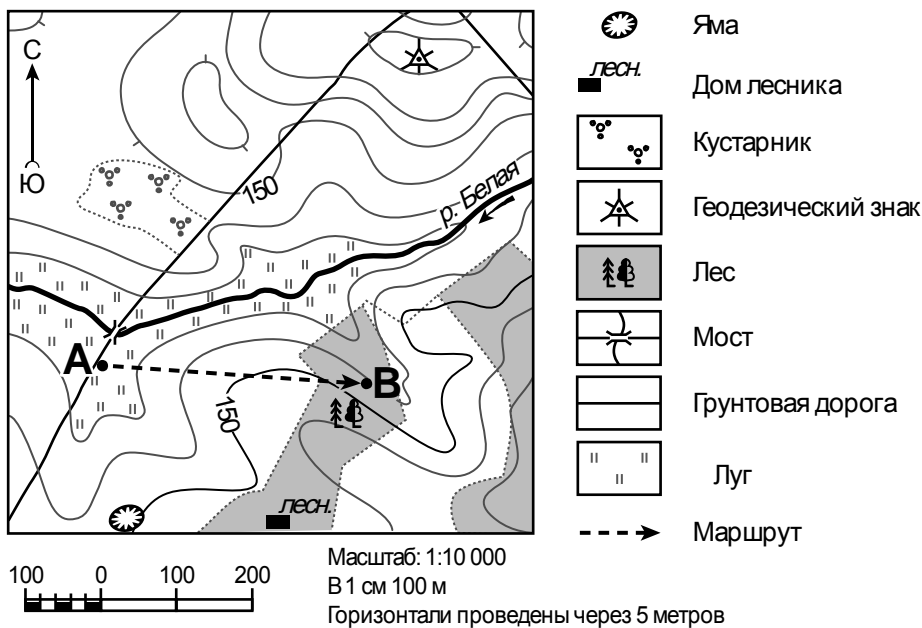 С
Ю
150
р. Белая
А
В
150
лесн.
Яма
лесн.
Дом лесника
Кустарник
Геодезический знак
Лес
Мост
Грунтовая дорога
Луг
Маршрут
100 0 100 200
Масштаб: 1:10 000
В 1 см 100 м
Горизонтали проведены через 5 метров